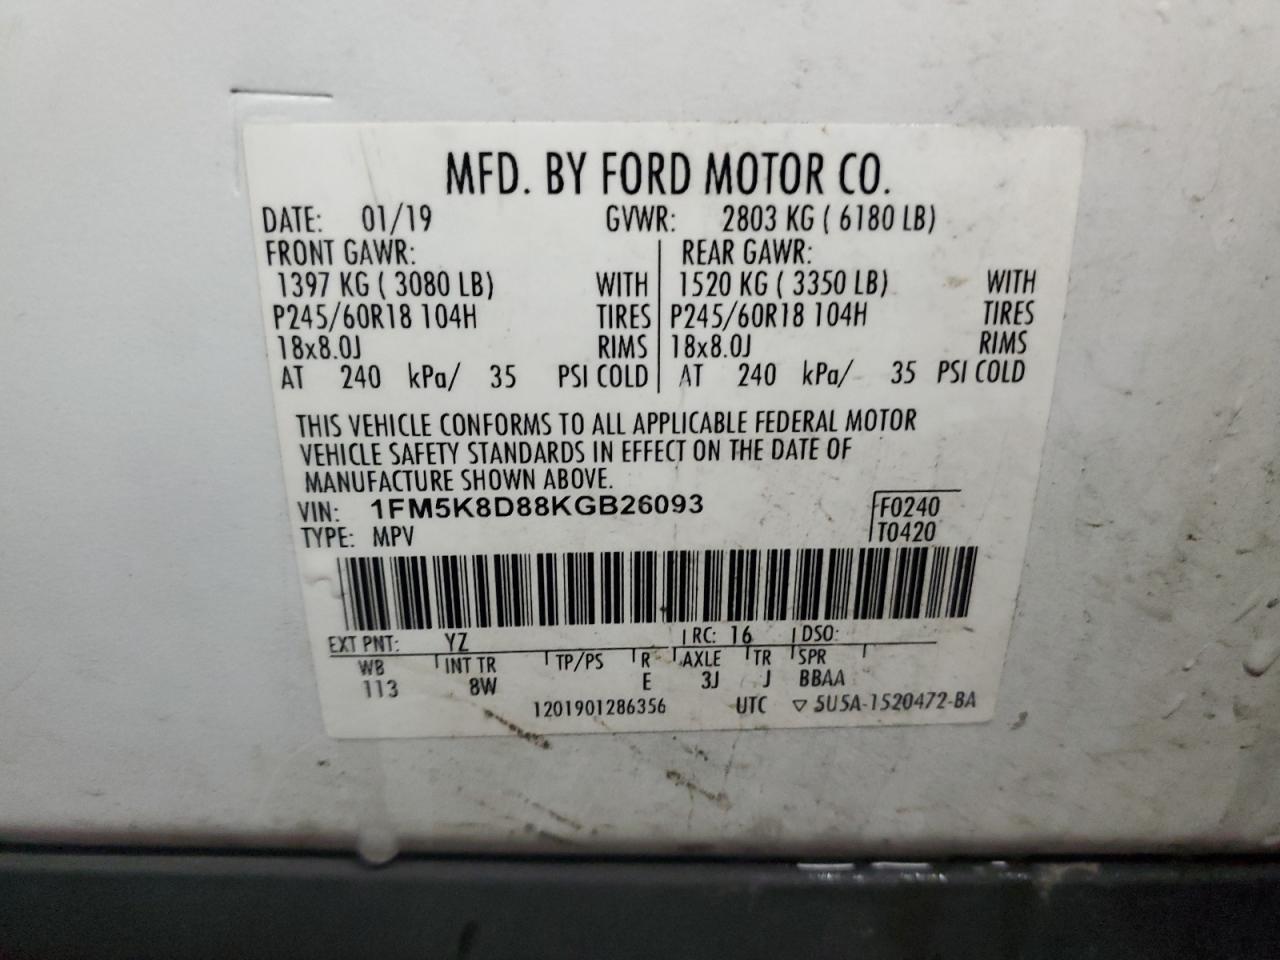 MFD. BY FORD MOTOR CO.
DATE: 01/19 GVWR: 2803 KG ( 6180 LB)
FRONT GAWR: REAR GAWR:
1397 KG ( 3080 LB) WITH 1520 KG ( 3350 LB) WITH
P245/60R18 104H TIRES P245/60R18 104H TIRES
18x8.0J RIMS 18x8.0J RIMS
AT 240 kPa/ 35 PSI COLD AT 240 kPa/ 35 PSI COLD
THIS VEHICLE CONFORMS TO ALL APPLICABLE FEDERAL MOTOR
VEHICLE SAFETY STANDARDS IN EFFECT ON THE DATE OF
MANUFACTURE SHOWN ABOVE.
VIN: 1FM5K8D88KGB26093 F0240
TYPE: MPV T0420
EXT PNT: YZ RC: 16 DSO:
WB INT TR TP/PS R AXLE TR SPR
113 8W E 3J J BBAA
1201901286356 UTC ▽ 5U5A-1520472-BA